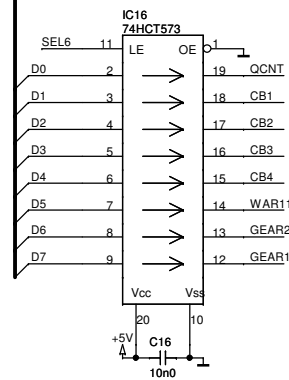 IC16
74HCT573
SEL6 11 LE OE 1
D0 2 19 QCNT
D1 3 18 CB1
D2 4 17 CB2
D3 5 16 CB3
D4 6 15 CB4
D5 7 14 WAR11
D6 8 13 GEAR2
D7 9 12 GEAR1
Vcc Vss
20 10
+5V C16
10n0